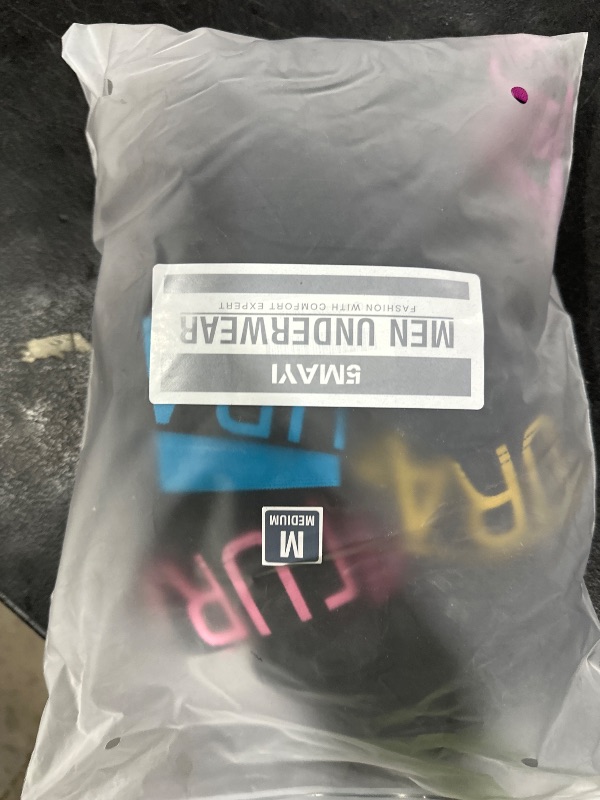 5MAYI
MEN UNDERWEAR
FASHION WITH COMFORT EXPERT
M
MEDIUM